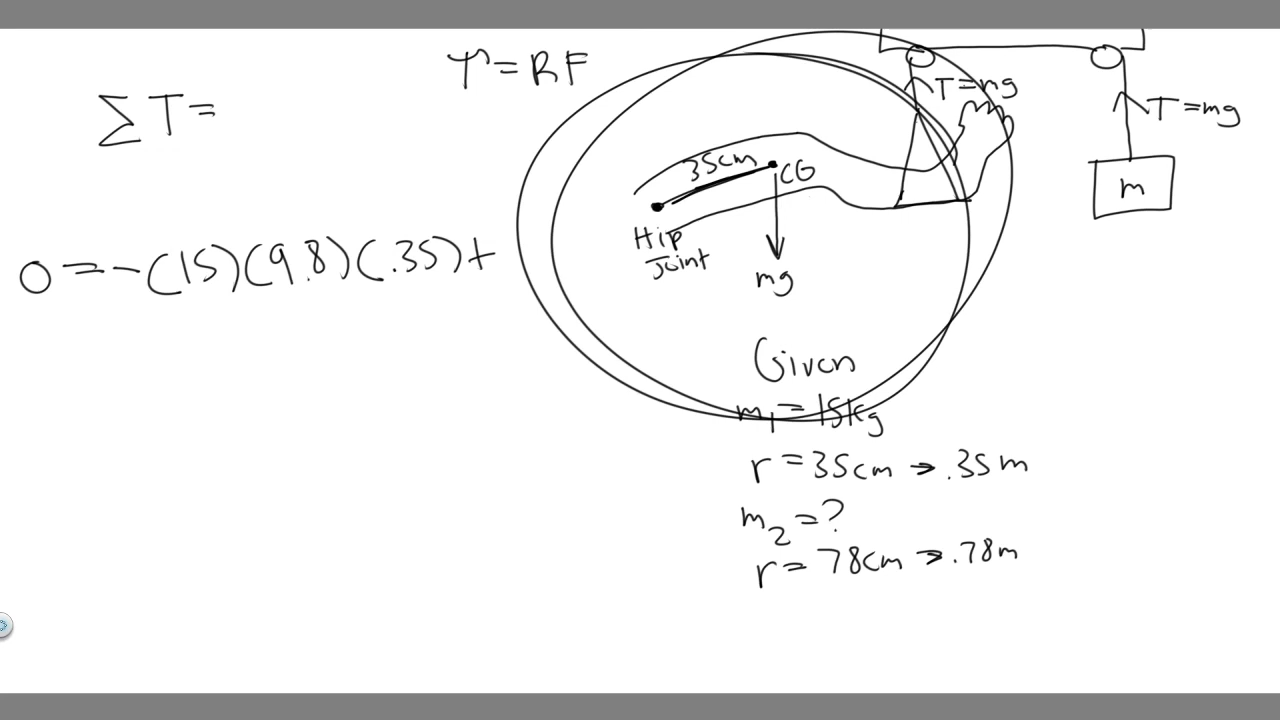 τ=RF
ΣT=
T=mg
T=mg
35cm
CG
m
Hip
Joint
mg
0=-(15)(9.8)(.35)+
Given
m₁=15kg
r=35cm→.35m
m₂=?
r=78cm→.78m